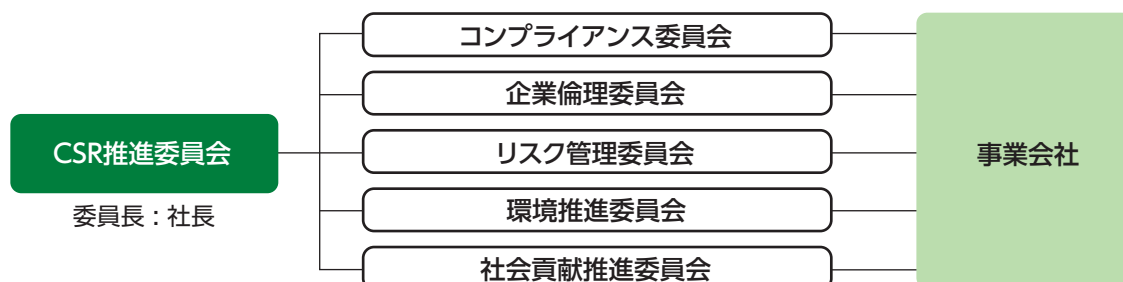 CSR推進委員会
委員長：社長
コンプライアンス委員会
企業倫理委員会
リスク管理委員会
環境推進委員会
社会貢献推進委員会
事業会社